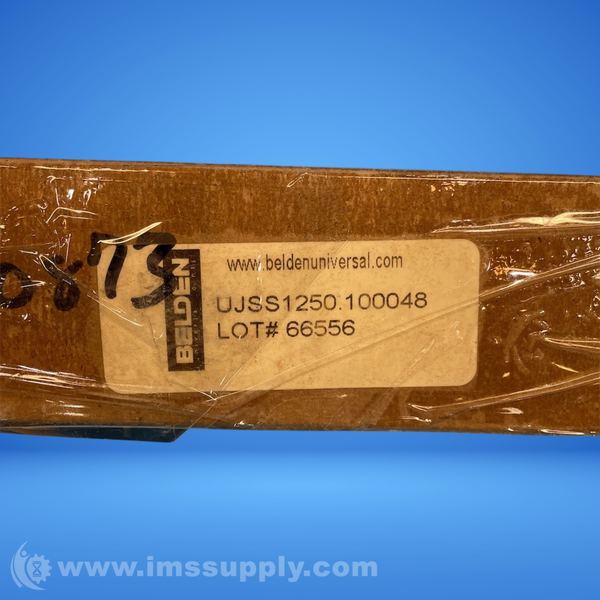 www.beldenuniversal.com
BELDEN
UJSS1250.100048
LOT# 66556
www.imssupply.com